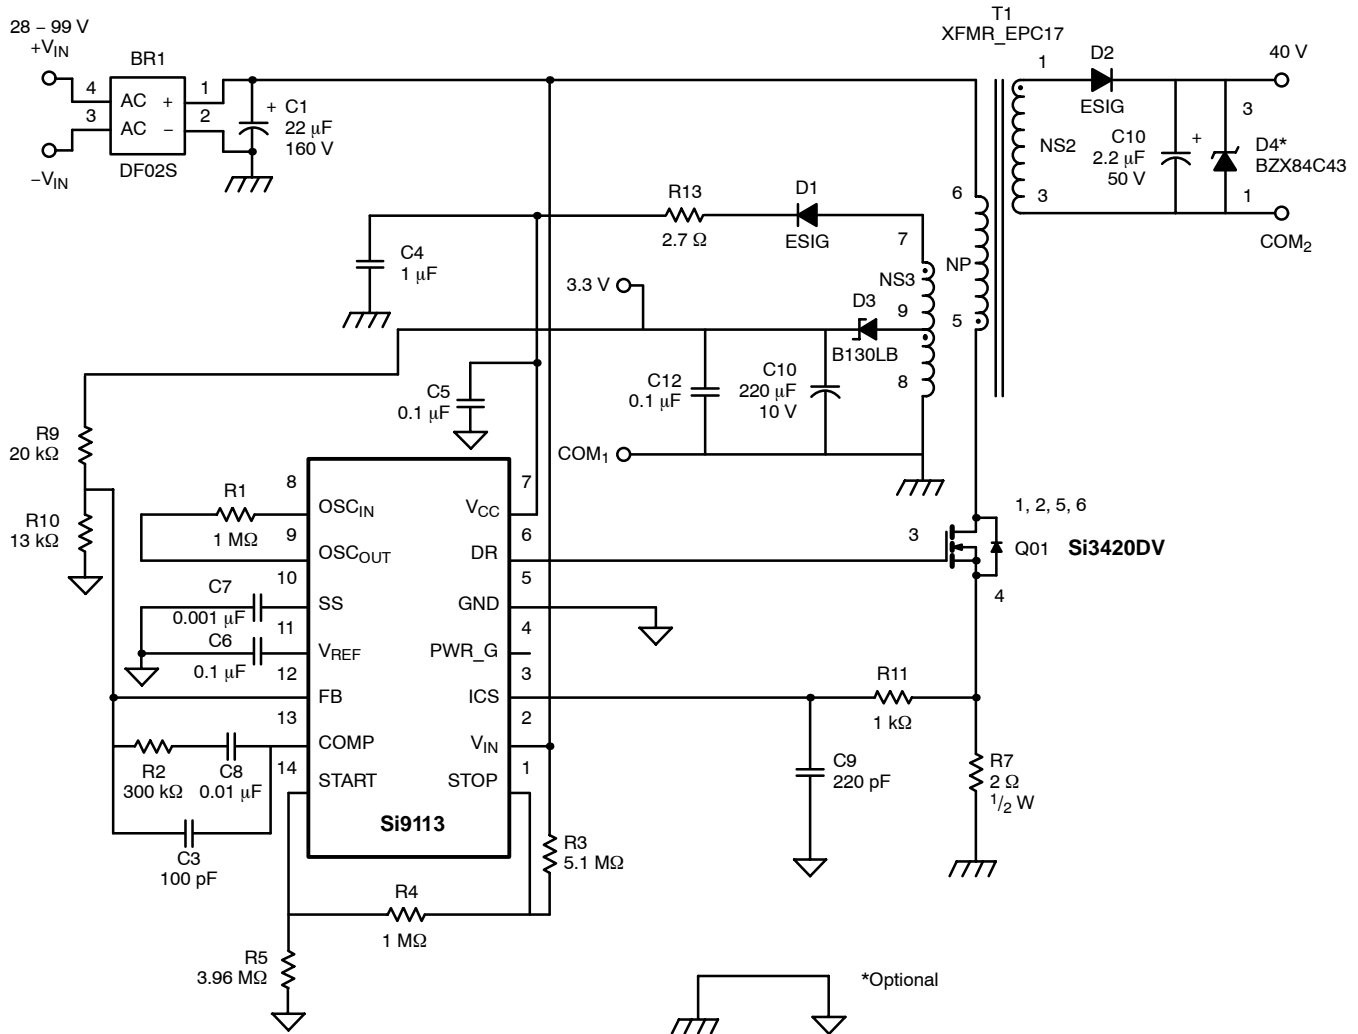 T1
XFMR_EPC17
28 – 99 V
+VIN
BR1
4
AC +
1
3
AC −
2
DF02S
−VIN
+ C1
22 µF
160 V
1
D2
ESIG
40 V
NS2
C10
2.2 µF
50 V
+
3
D4*
BZX84C43
1
3
COM2
R13
2.7 Ω
D1
ESIG
6
7
NP
NS3
C4
1 µF
3.3 V
D3
9
5
B130LB
8
C12
0.1 µF
C10
220 µF
10 V
C5
0.1 µF
R9
20 kΩ
COM1
R10
13 kΩ
8
R1
1 MΩ
OSCIN
9
OSCOUT
10
C7
0.001 µF
SS
11
C6
0.1 µF
VREF
12
FB
13
COMP
R2
300 kΩ
C8
0.01 µF
14
START
C3
100 pF
7
VCC
6
DR
5
GND
4
PWR_G
3
ICS
2
VIN
1
STOP
Si9113
1, 2, 5, 6
3
Q01
Si3420DV
4
R11
1 kΩ
C9
220 pF
R7
2 Ω
1/2 W
R3
5.1 MΩ
R4
1 MΩ
R5
3.96 MΩ
*Optional